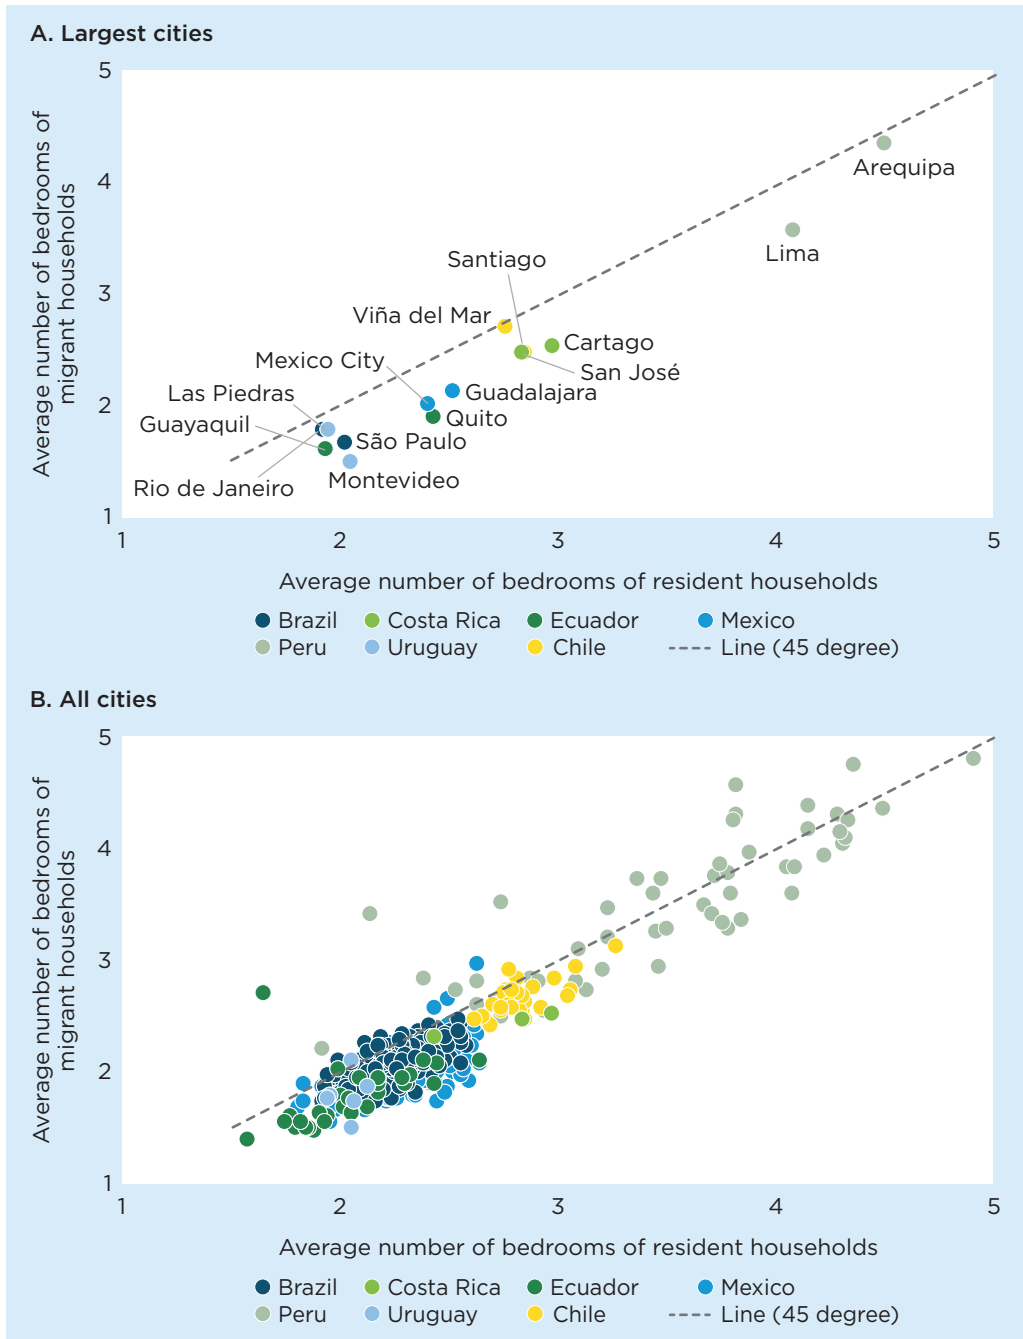 A. Largest cities
Average number of bedrooms of
migrant households
5
4
3
2
1
Arequipa
Lima
Santiago
Viña del Mar
Cartago
San José
Mexico City
Las Piedras
Guadalajara
Guayaquil
Quito
São Paulo
Rio de Janeiro
Montevideo
1 2 3 4 5
Average number of bedrooms of resident households
Brazil Costa Rica Ecuador Mexico
Peru Uruguay Chile Line (45 degree)
B. All cities
Average number of bedrooms of
migrant households
5
4
3
2
1
1 2 3 4 5
Average number of bedrooms of resident households
Brazil Costa Rica Ecuador Mexico
Peru Uruguay Chile Line (45 degree)